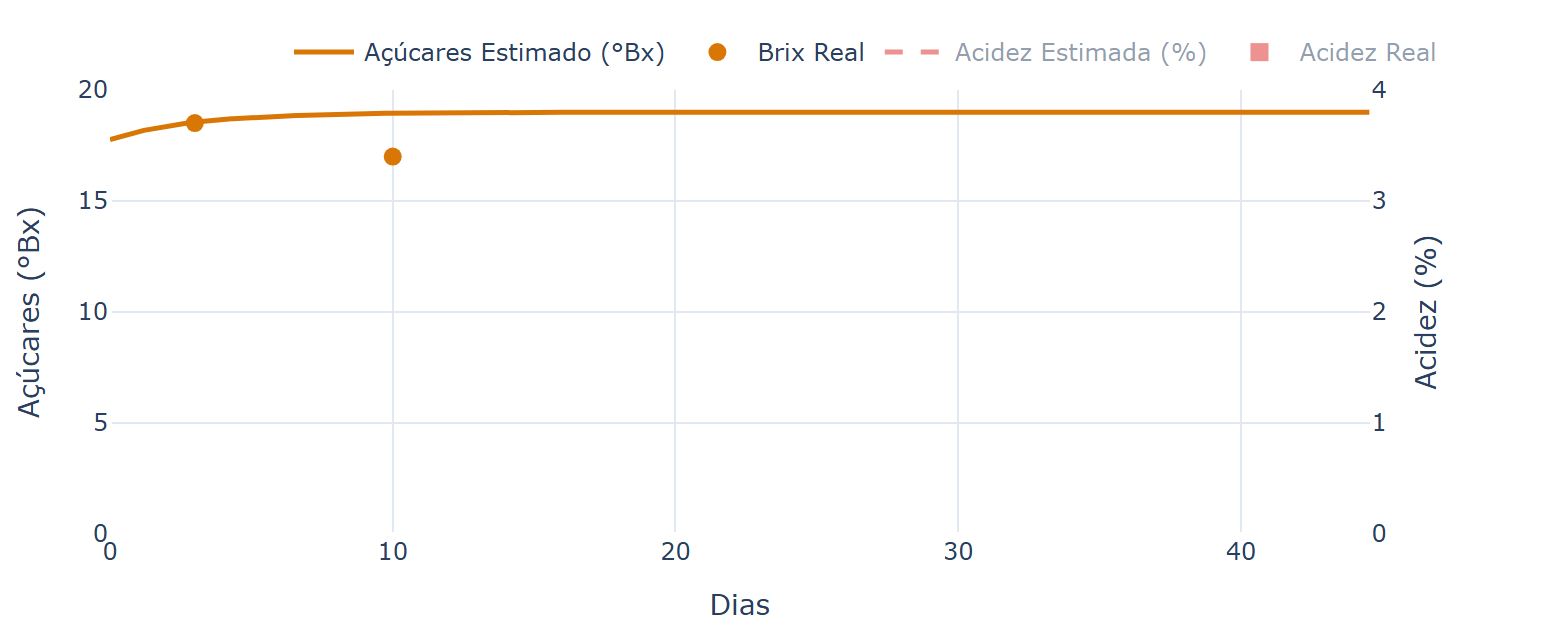 Açúcares Estimado (°Bx) Brix Real Acidez Estimada (%) Acidez Real
20 4
15 3
10 2
5 1
0 0
0 10 20 30 40
Açúcares (°Bx)
Acidez (%)
Dias